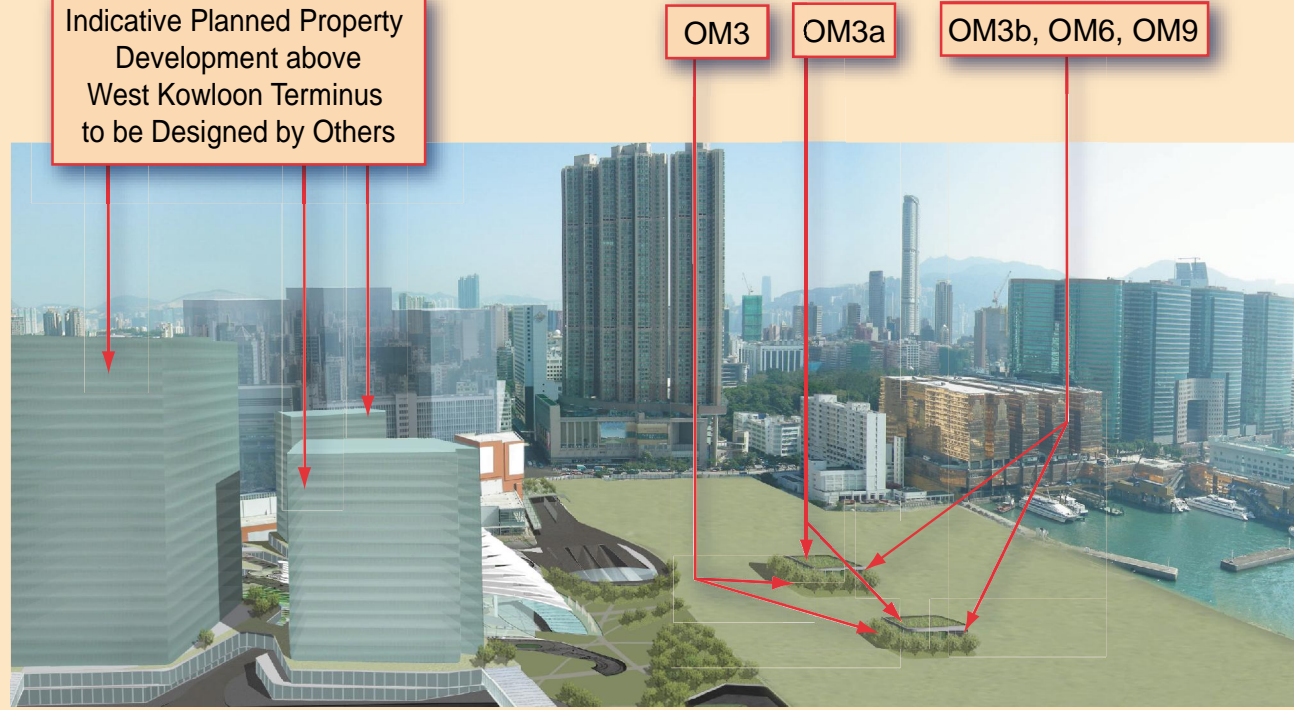 Indicative Planned Property
Development above
West Kowloon Terminus
to be Designed by Others
OM3
OM3a
OM3b, OM6, OM9